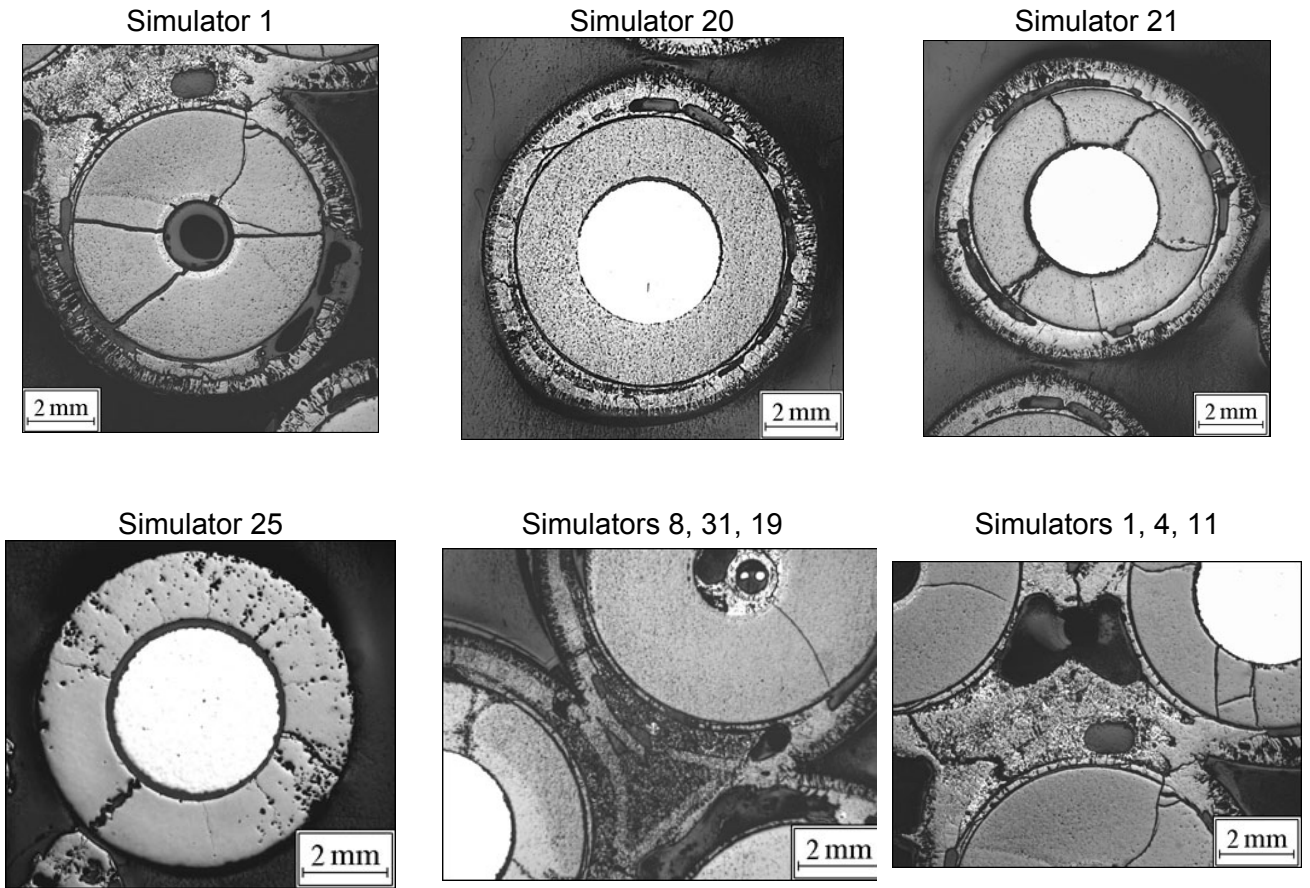 Simulator 1
Simulator 20
Simulator 21
2 mm
2 mm
2 mm
Simulator 25
Simulators 8, 31, 19
Simulators 1, 4, 11
2 mm
2 mm
2 mm